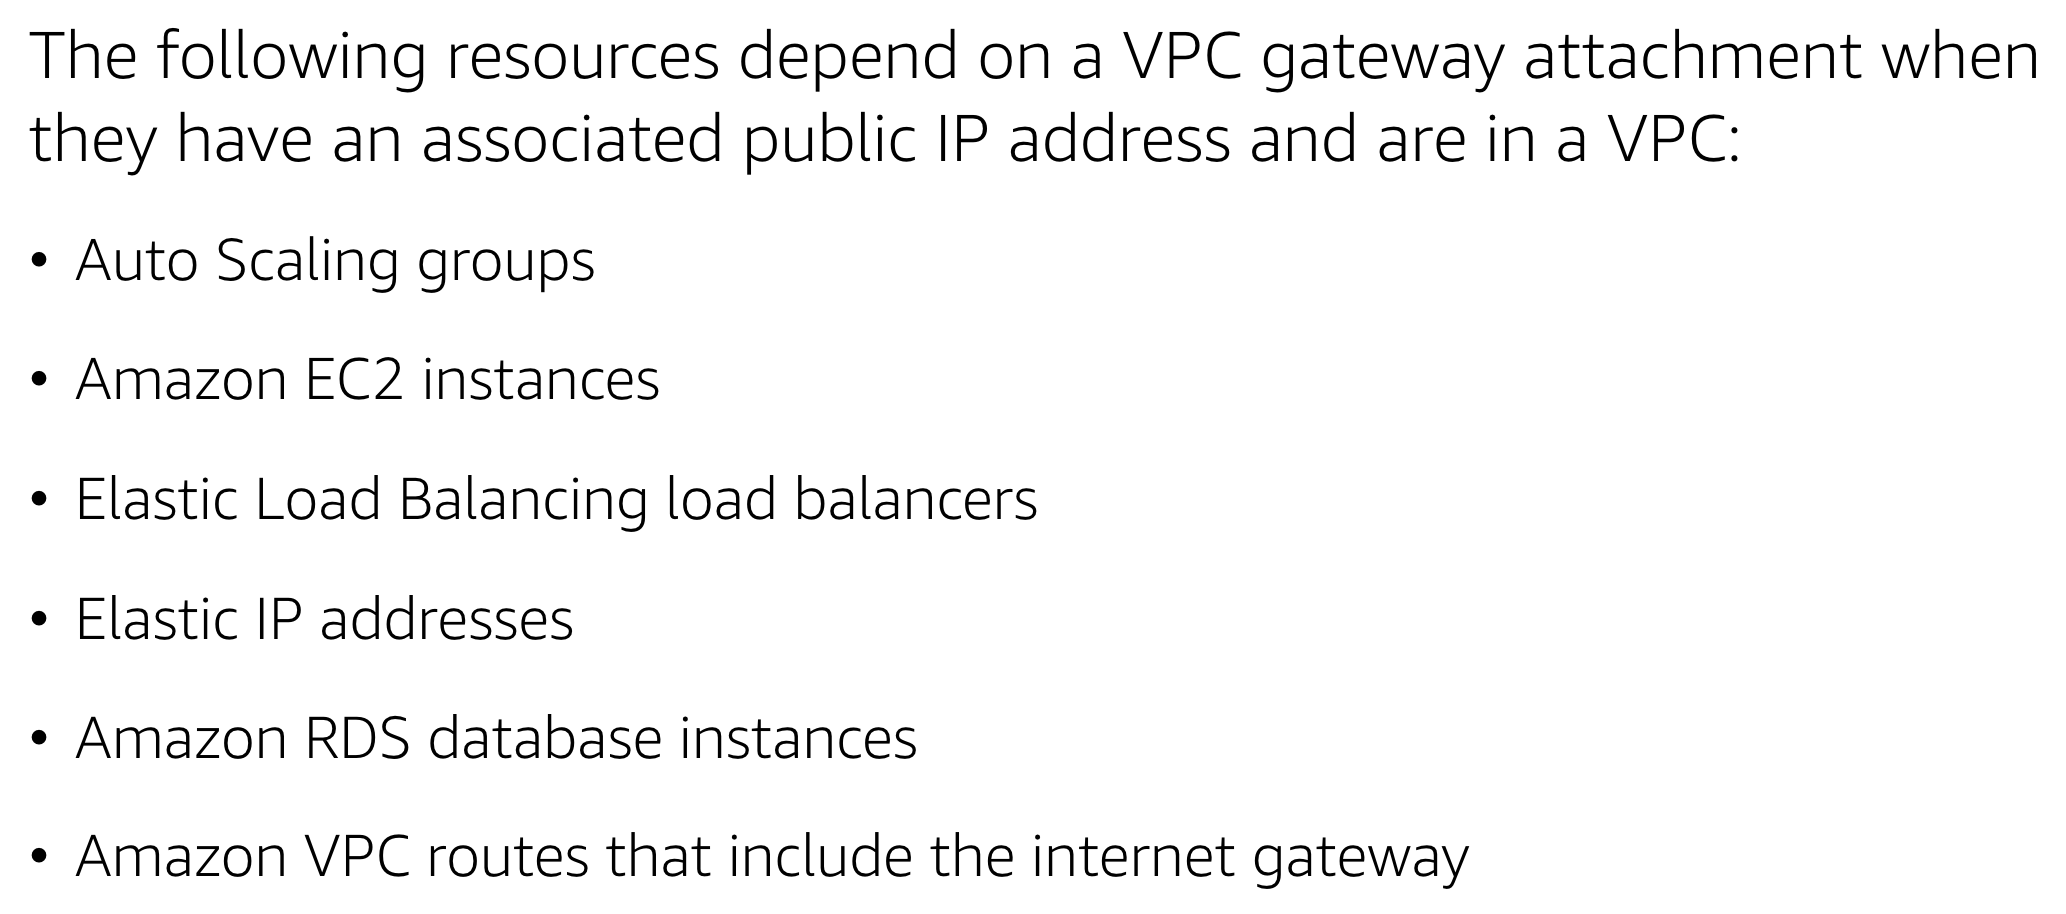 The following resources depend on a VPC gateway attachment when
they have an associated public IP address and are in a VPC:
• Auto Scaling groups
• Amazon EC2 instances
• Elastic Load Balancing load balancers
• Elastic IP addresses
• Amazon RDS database instances
• Amazon VPC routes that include the internet gateway